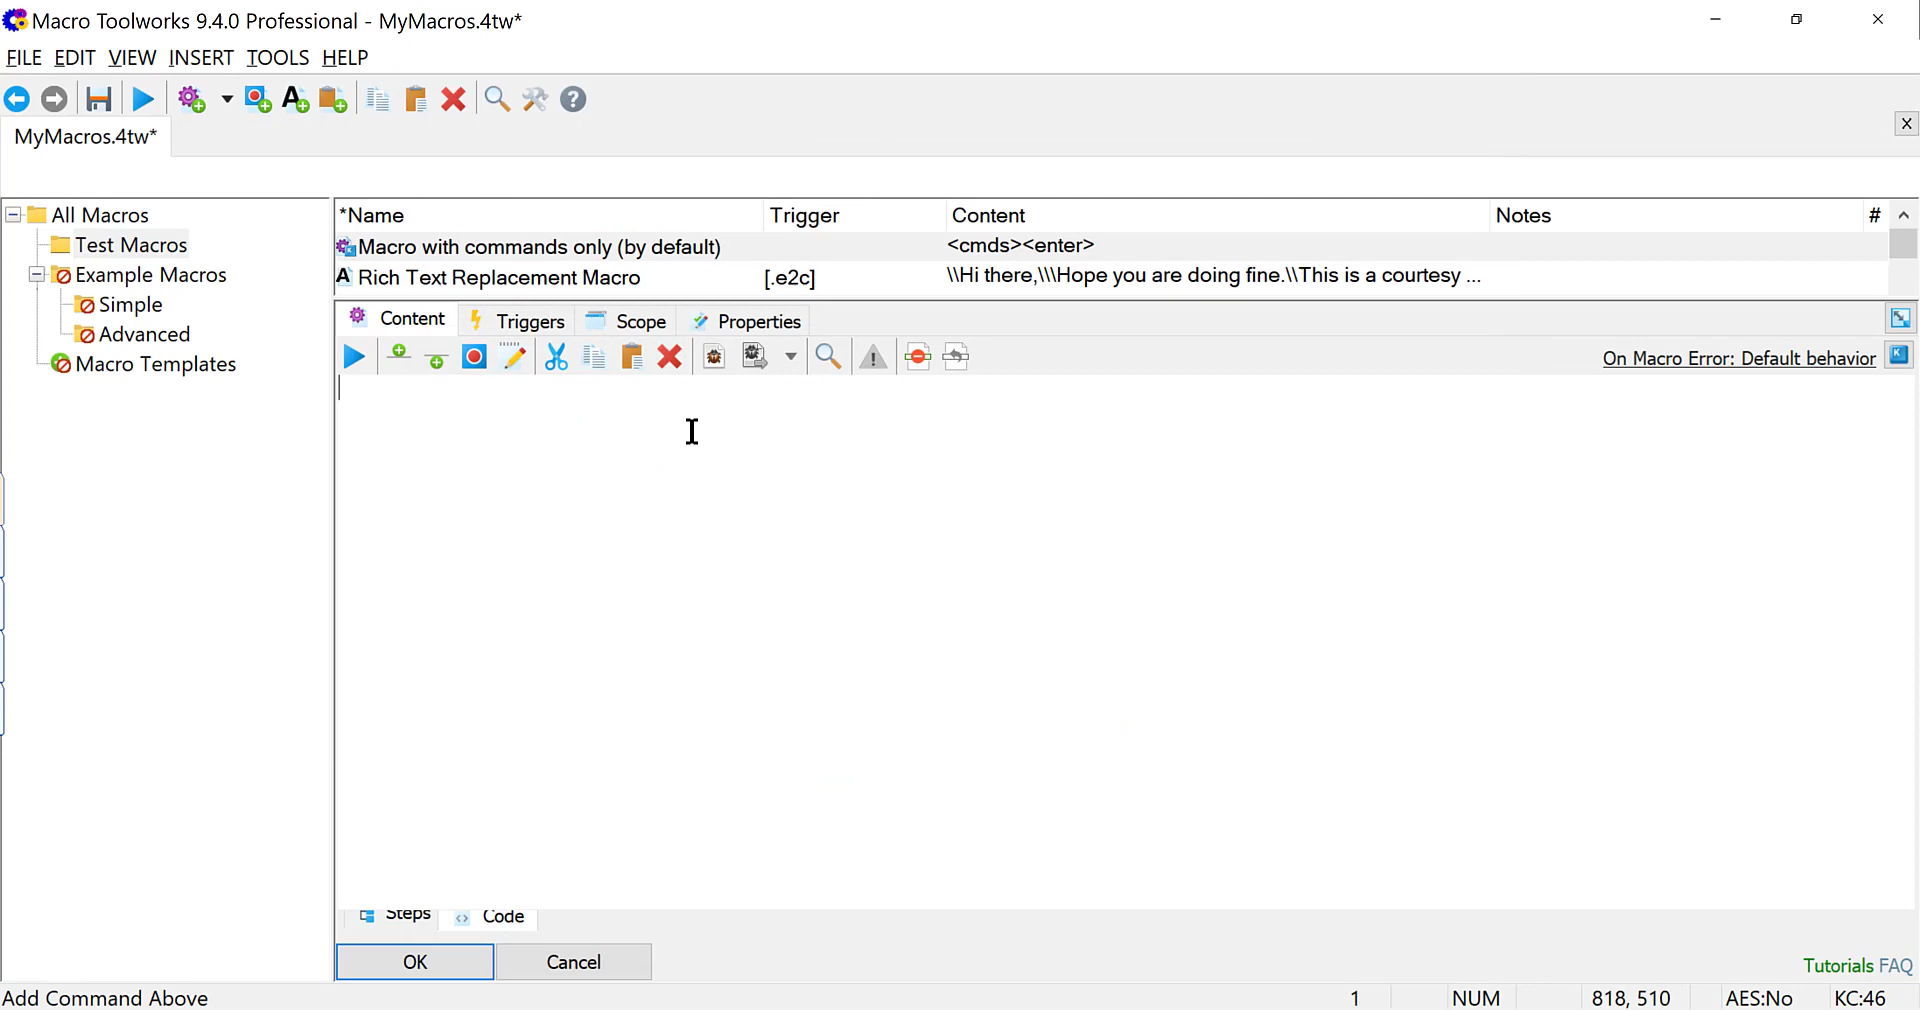 Macro Toolworks 9.4.0 Professional - MyMacros.4tw*
FILE EDIT VIEW INSERT TOOLS HELP
MyMacros.4tw*
All Macros
Test Macros
Example Macros
Simple
Advanced
Macro Templates
*Name Trigger Content Notes #
Macro with commands only (by default) <cmds><enter>
Rich Text Replacement Macro [.e2c] \\Hi there,\\\Hope you are doing fine.\\This is a courtesy ...
Content Triggers Scope Properties
On Macro Error: Default behavior
Steps Code
OK Cancel
Tutorials FAQ
Add Command Above 1 NUM 818, 510 AES:No KC:46